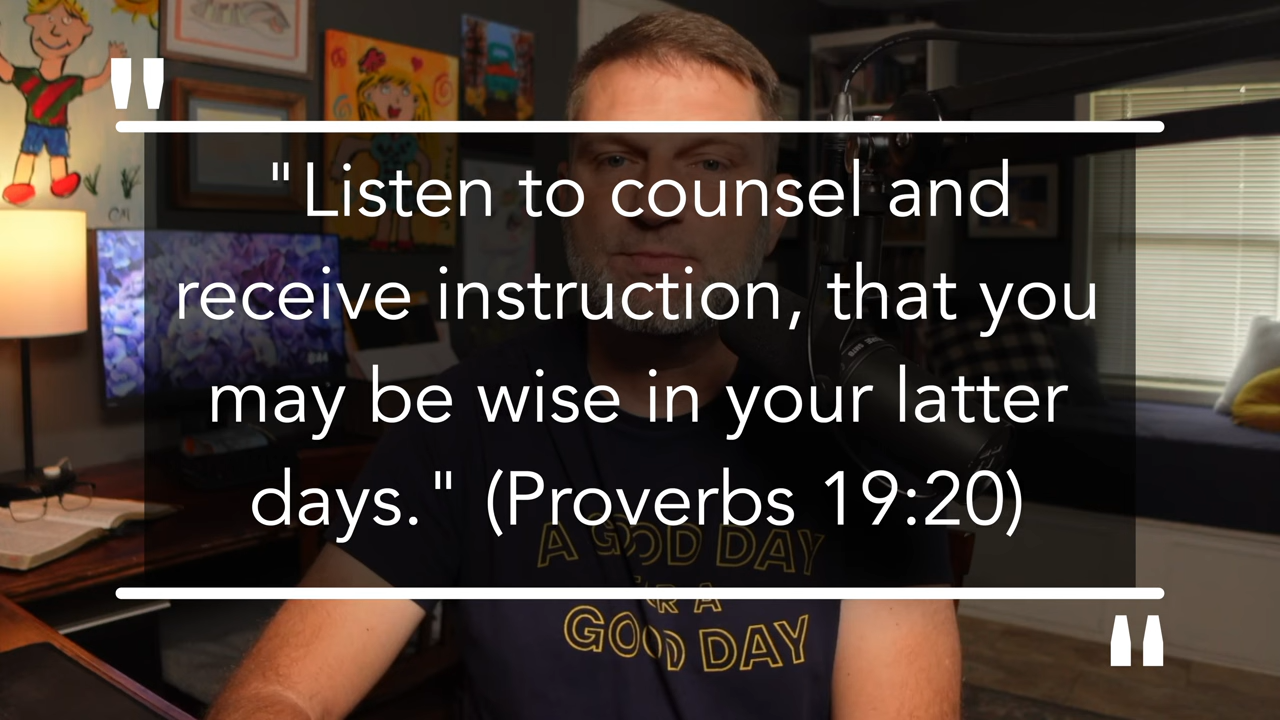 "Listen to counsel and
receive instruction, that you
may be wise in your latter
days." (Proverbs 19:20)
A GOOD DAY
FOR A
GOOD DAY